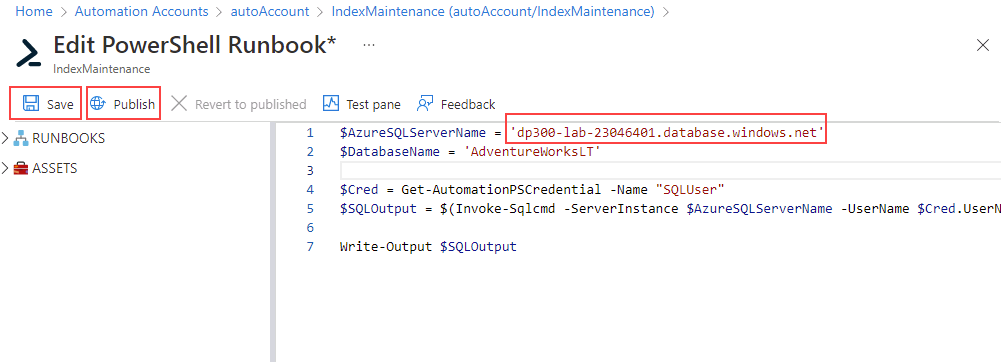 Home > Automation Accounts > autoAccount > IndexMaintenance (autoAccount/IndexMaintenance) >
Edit PowerShell Runbook* ...
IndexMaintenance
Save Publish Revert to published Test pane Feedback
RUNBOOKS
ASSETS
1 $AzureSQLServerName = 'dp300-lab-23046401.database.windows.net'
2 $DatabaseName = 'AdventureWorksLT'
3
4 $Cred = Get-AutomationPSCredential -Name "SQLUser"
5 $SQLOutput = $(Invoke-Sqlcmd -ServerInstance $AzureSQLServerName -UserName $Cred.UserN
6
7 Write-Output $SQLOutput